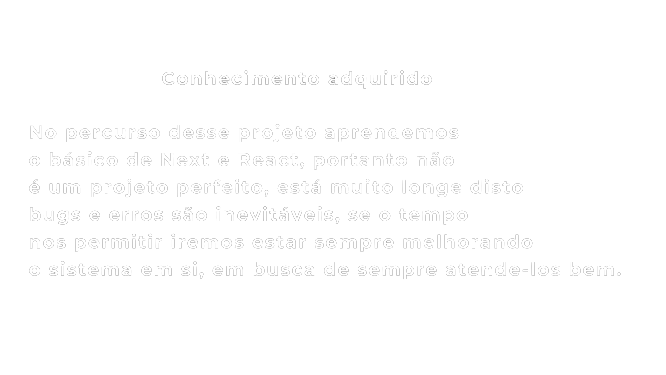 Conhecimento adquirido
No percurso desse projeto aprendemos
o básico de Next e React, portanto não
é um projeto perfeito, está muito longe disto
bugs e erros são inevitáveis, se o tempo
nos permitir iremos estar sempre melhorando
o sistema em si, em busca de sempre atende-los bem.